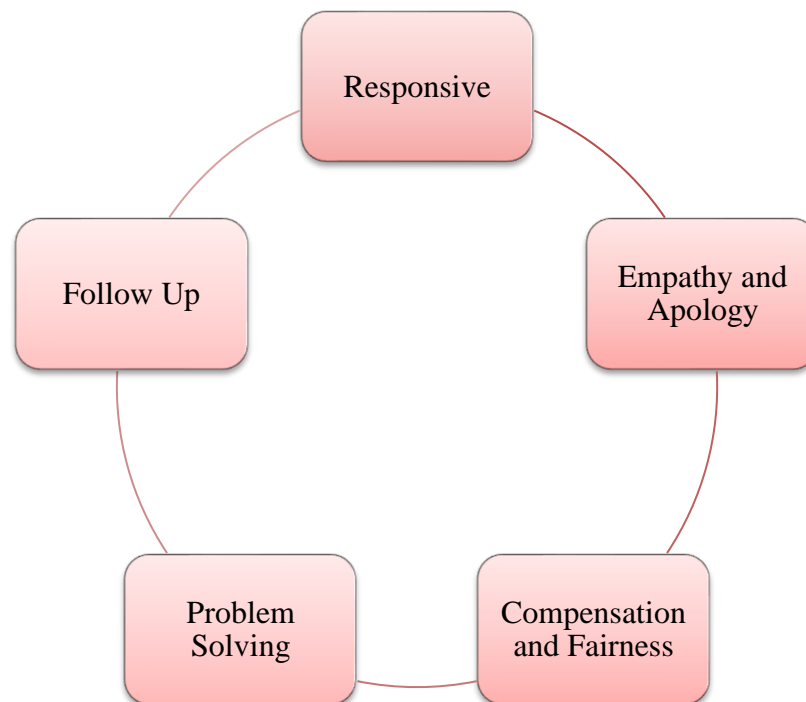 Responsive
Empathy and
Apology
Compensation
and Fairness
Problem
Solving
Follow Up